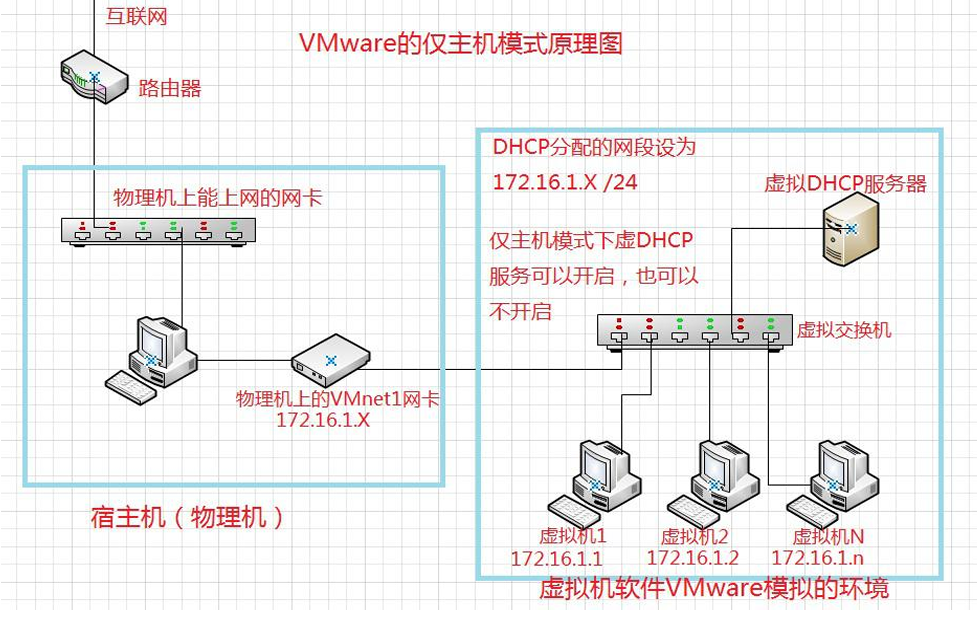 互联网
VMware的仅主机模式原理图
路由器
物理机上能上网的网卡
DHCP分配的网段设为
172.16.1.X /24
虚拟DHCP服务器
仅主机模式下虚DHCP
服务可以开启，也可以
不开启
虚拟交换机
物理机上的VMnet1网卡
172.16.1.X
宿主机（物理机）
虚拟机1
172.16.1.1
虚拟机2
172.16.1.2
虚拟机N
172.16.1.n
虚拟机软件VMware模拟的环境